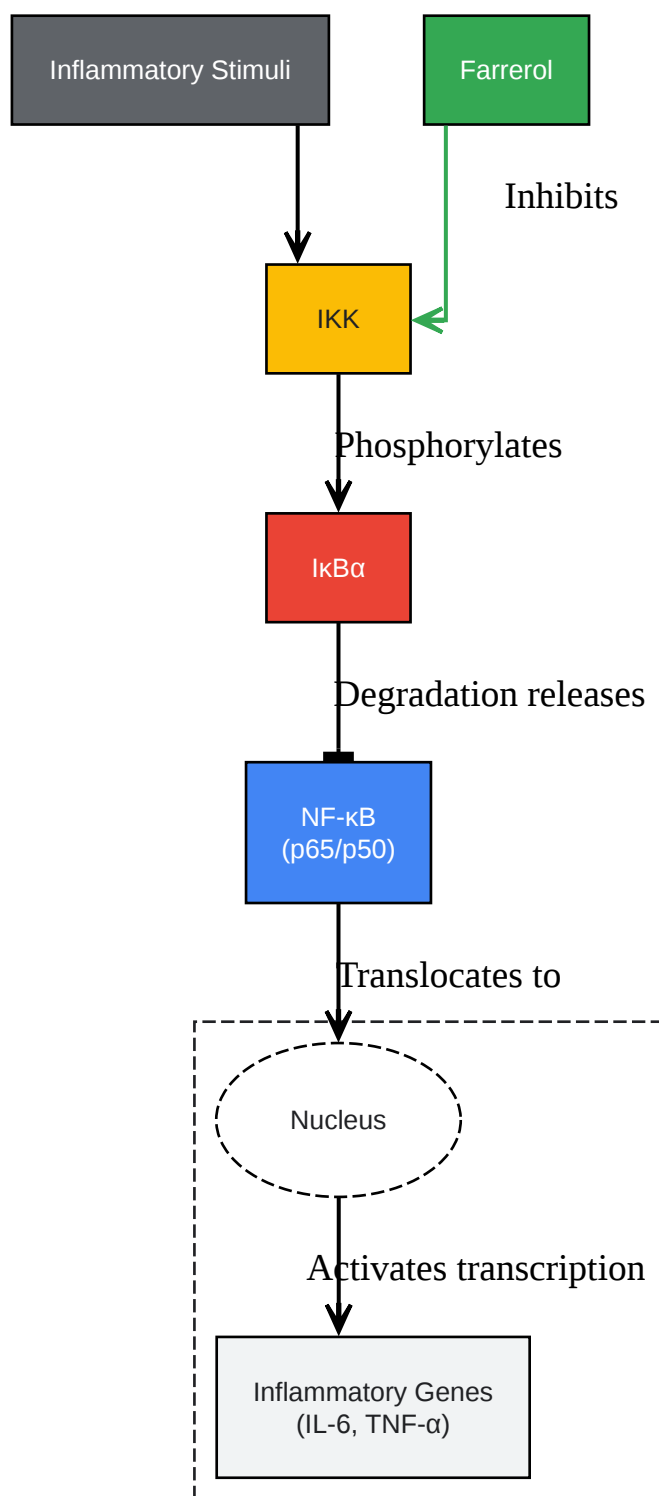 Inflammatory Stimuli
Farrerol
Inhibits
IKK
Phosphorylates
IκBα
Degradation releases
NF-κB
(p65/p50)
Translocates to
Nucleus
Activates transcription
Inflammatory Genes
(IL-6, TNF-α)